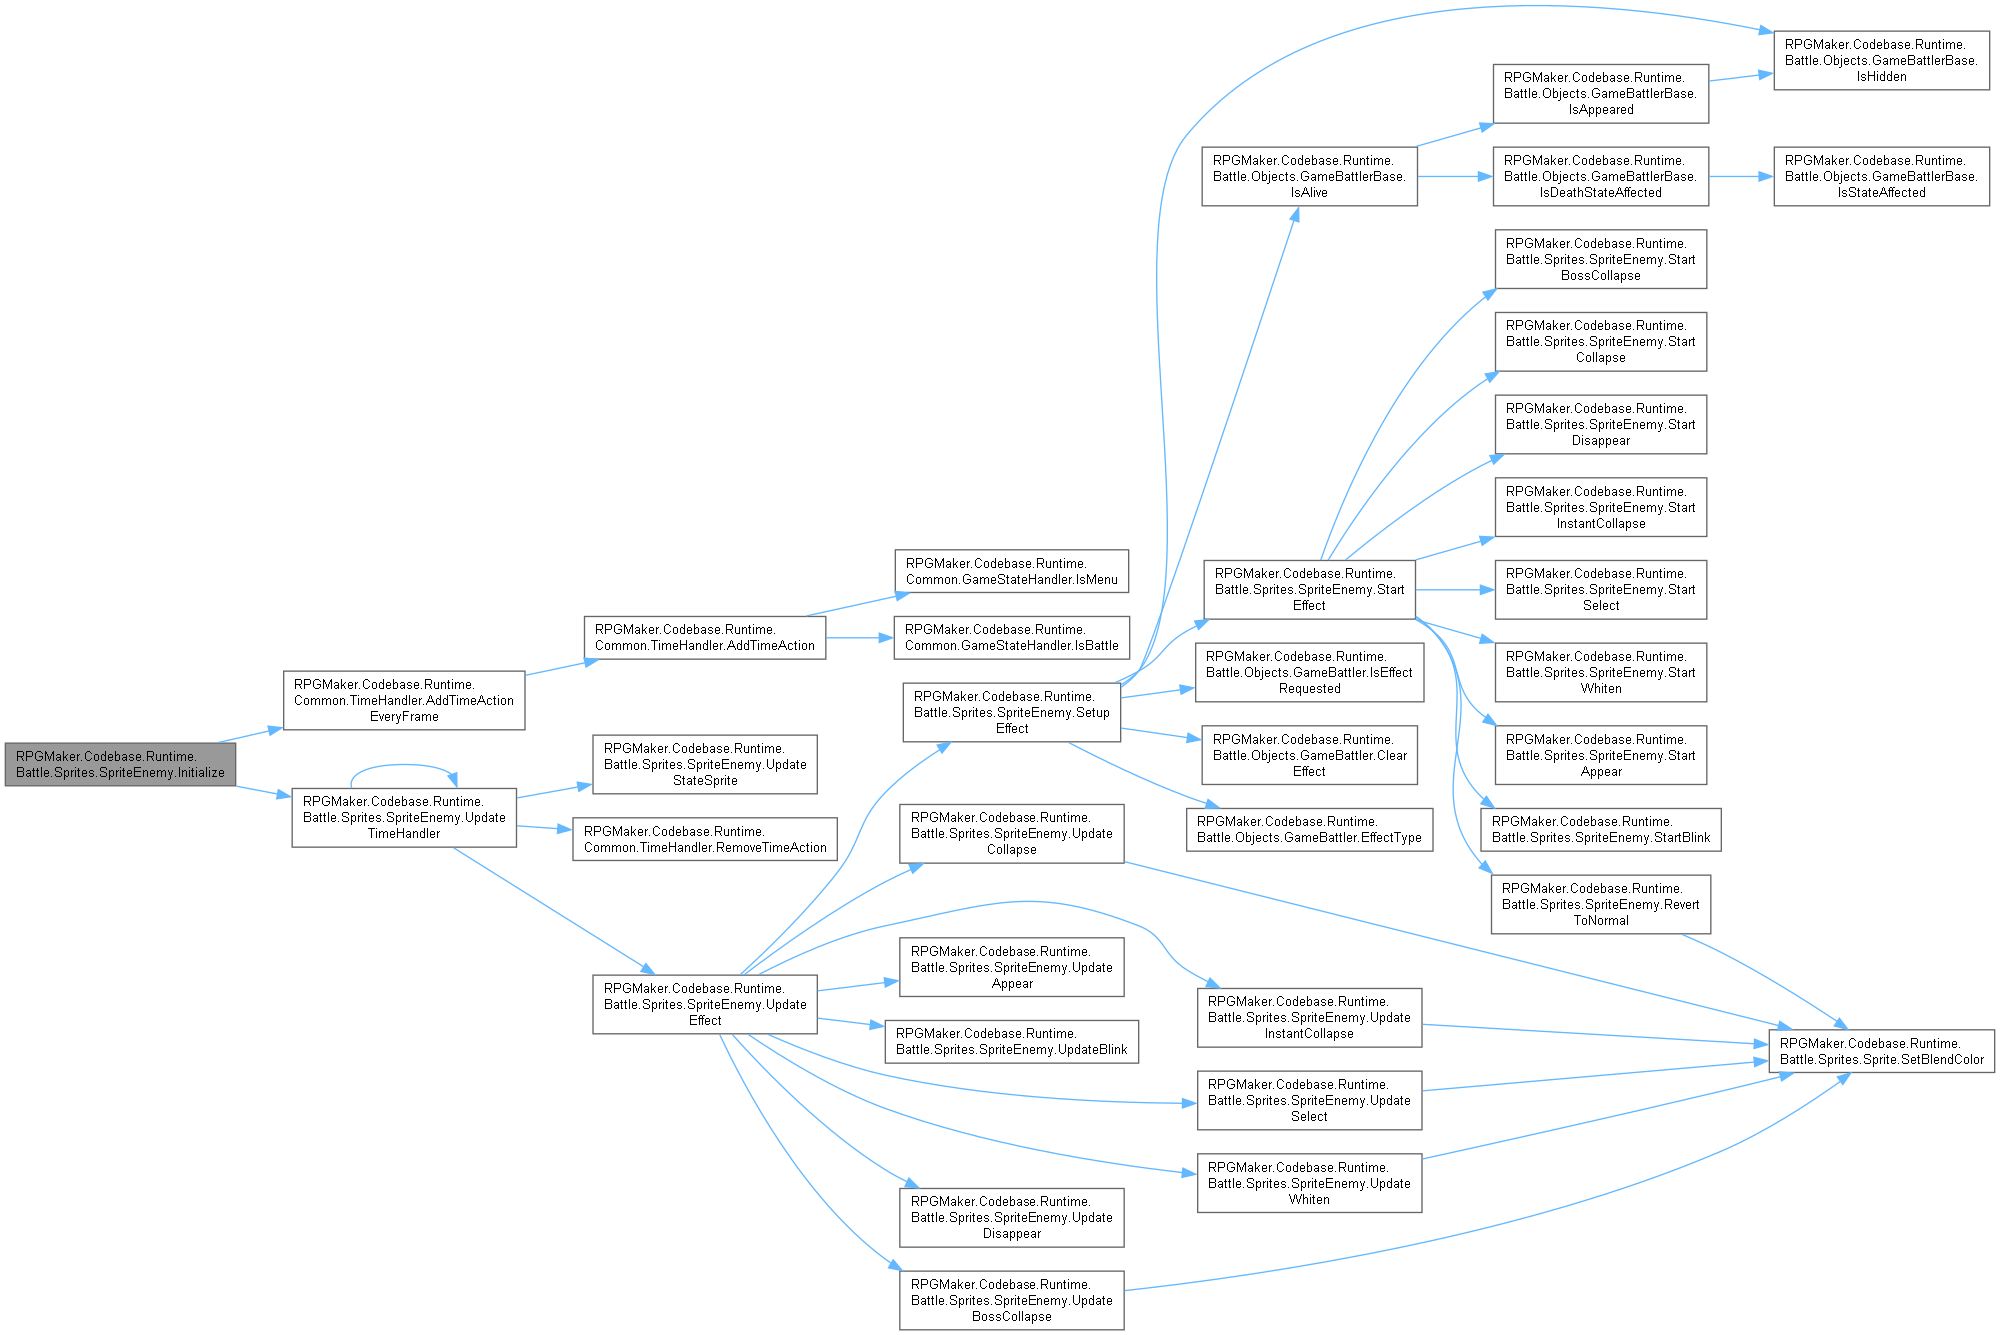 RPGMaker.Codebase.Runtime.
Battle.Sprites.SpriteEnemy.Initialize
RPGMaker.Codebase.Runtime.
Common.TimeHandler.AddTimeAction
EveryFrame
RPGMaker.Codebase.Runtime.
Common.TimeHandler.AddTimeAction
RPGMaker.Codebase.Runtime.
Common.GameStateHandler.IsMenu
RPGMaker.Codebase.Runtime.
Common.GameStateHandler.IsBattle
RPGMaker.Codebase.Runtime.
Battle.Sprites.SpriteEnemy.Update
TimeHandler
RPGMaker.Codebase.Runtime.
Battle.Sprites.SpriteEnemy.Update
StateSprite
RPGMaker.Codebase.Runtime.
Common.TimeHandler.RemoveTimeAction
RPGMaker.Codebase.Runtime.
Battle.Sprites.SpriteEnemy.Update
Effect
RPGMaker.Codebase.Runtime.
Battle.Sprites.SpriteEnemy.Setup
Effect
RPGMaker.Codebase.Runtime.
Battle.Sprites.SpriteEnemy.Update
Collapse
RPGMaker.Codebase.Runtime.
Battle.Sprites.SpriteEnemy.Update
Appear
RPGMaker.Codebase.Runtime.
Battle.Sprites.SpriteEnemy.UpdateBlink
RPGMaker.Codebase.Runtime.
Battle.Sprites.SpriteEnemy.Update
Disappear
RPGMaker.Codebase.Runtime.
Battle.Sprites.SpriteEnemy.Update
BossCollapse
RPGMaker.Codebase.Runtime.
Battle.Objects.GameBattlerBase.
IsAlive
RPGMaker.Codebase.Runtime.
Battle.Sprites.SpriteEnemy.Start
Effect
RPGMaker.Codebase.Runtime.
Battle.Objects.GameBattler.IsEffect
Requested
RPGMaker.Codebase.Runtime.
Battle.Objects.GameBattler.Clear
Effect
RPGMaker.Codebase.Runtime.
Battle.Objects.GameBattler.EffectType
RPGMaker.Codebase.Runtime.
Battle.Sprites.SpriteEnemy.Update
InstantCollapse
RPGMaker.Codebase.Runtime.
Battle.Sprites.SpriteEnemy.Update
Select
RPGMaker.Codebase.Runtime.
Battle.Sprites.SpriteEnemy.Update
Whiten
RPGMaker.Codebase.Runtime.
Battle.Objects.GameBattlerBase.
IsAppeared
RPGMaker.Codebase.Runtime.
Battle.Objects.GameBattlerBase.
IsDeathStateAffected
RPGMaker.Codebase.Runtime.
Battle.Sprites.SpriteEnemy.Start
BossCollapse
RPGMaker.Codebase.Runtime.
Battle.Sprites.SpriteEnemy.Start
Collapse
RPGMaker.Codebase.Runtime.
Battle.Sprites.SpriteEnemy.Start
Disappear
RPGMaker.Codebase.Runtime.
Battle.Sprites.SpriteEnemy.Start
InstantCollapse
RPGMaker.Codebase.Runtime.
Battle.Sprites.SpriteEnemy.Start
Select
RPGMaker.Codebase.Runtime.
Battle.Sprites.SpriteEnemy.Start
Whiten
RPGMaker.Codebase.Runtime.
Battle.Sprites.SpriteEnemy.Start
Appear
RPGMaker.Codebase.Runtime.
Battle.Sprites.SpriteEnemy.StartBlink
RPGMaker.Codebase.Runtime.
Battle.Sprites.SpriteEnemy.Revert
ToNormal
RPGMaker.Codebase.Runtime.
Battle.Objects.GameBattlerBase.
IsHidden
RPGMaker.Codebase.Runtime.
Battle.Objects.GameBattlerBase.
IsStateAffected
RPGMaker.Codebase.Runtime.
Battle.Sprites.Sprite.SetBlendColor